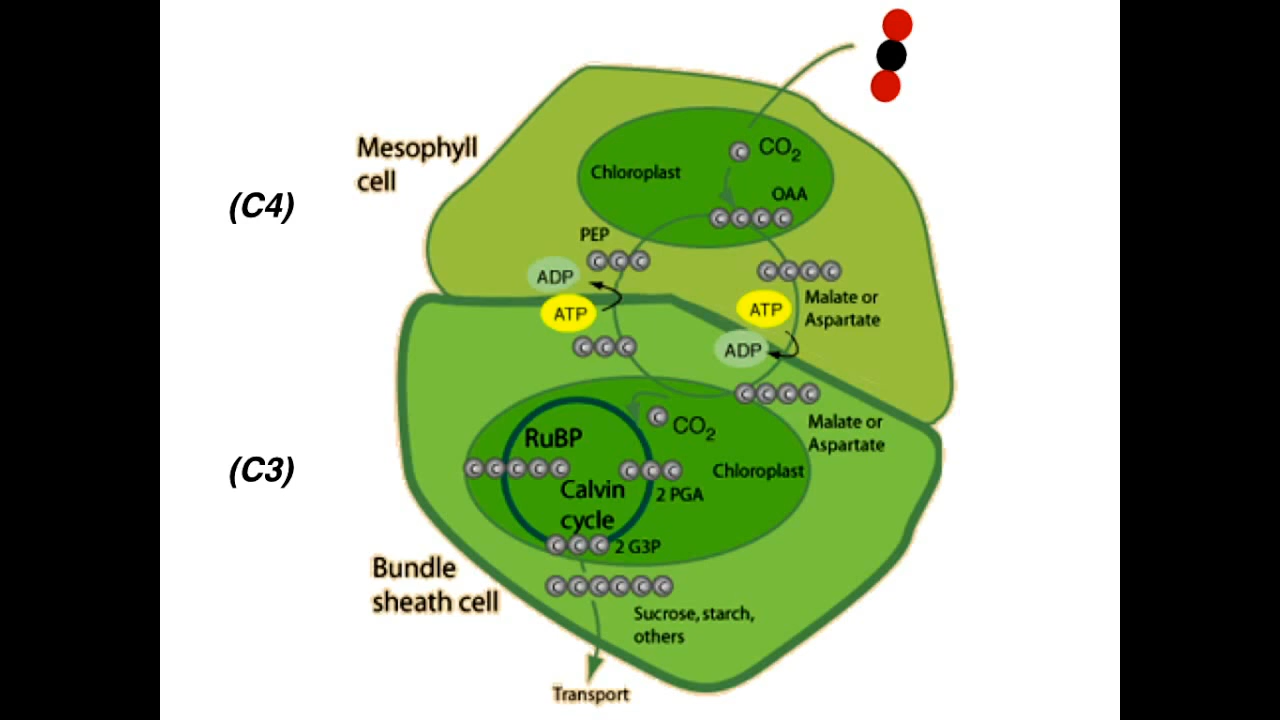 Mesophyll
cell
(C4)
Chloroplast
C CO₂
OAA
C C C C
PEP
C C C
C C C C
ADP
ATP
ATP
Malate or
Aspartate
C C C
ADP
C C C C
Malate or
Aspartate
(C3)
C CO₂
RuBP
C C C C C
C C C
Chloroplast
Calvin
cycle
2 PGA
C C C 2 G3P
Bundle
sheath cell
C C C C C C
Sucrose, starch,
others
Transport